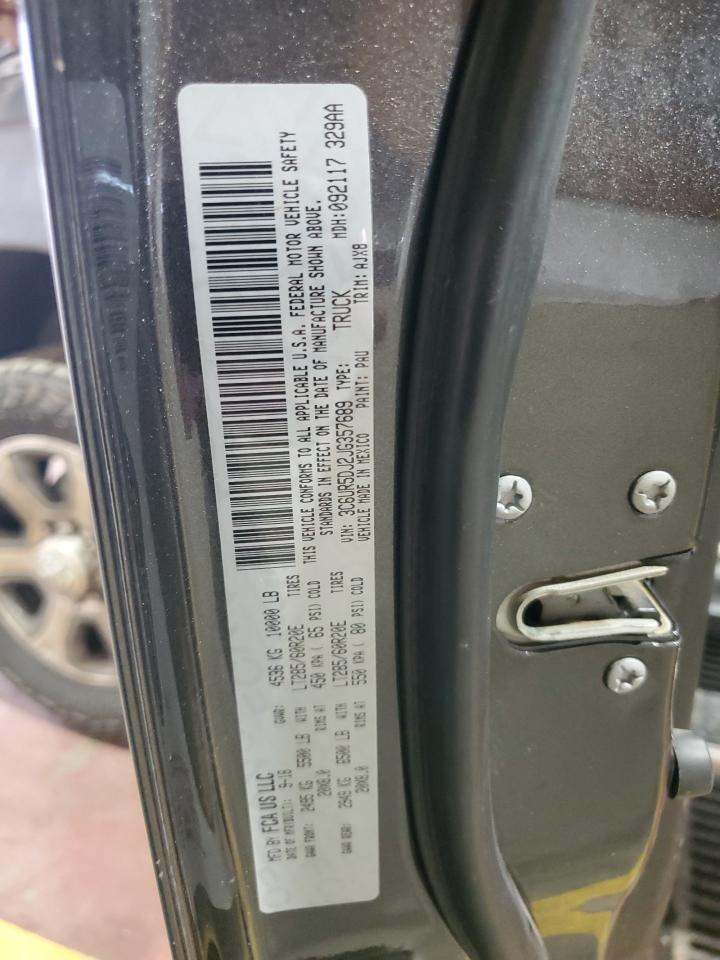 MFD BY FCA US LLC
DATE OF MFR(BUILT): 9-18 GVWR: 4536 KG 10000 LB
GAWR FRONT: 2495 KG 5500 LB WITH LT285/60R20E TIRES
20X8.0 RIMS AT 450 KPA ( 65 PSI) COLD
GAWR REAR: 2949 KG 6500 LB WITH LT285/60R20E TIRES
20X8.0 RIMS AT 550 KPA ( 80 PSI) COLD
THIS VEHICLE CONFORMS TO ALL APPLICABLE U.S.A. FEDERAL MOTOR VEHICLE SAFETY
STANDARDS IN EFFECT ON THE DATE OF MANUFACTURE SHOWN ABOVE.
VIN: 3C6UR5DJ2JG357689 TYPE: TRUCK MDH:092117 329AA
VEHICLE MADE IN MEXICO PAINT: PAU TRIM: AJX8